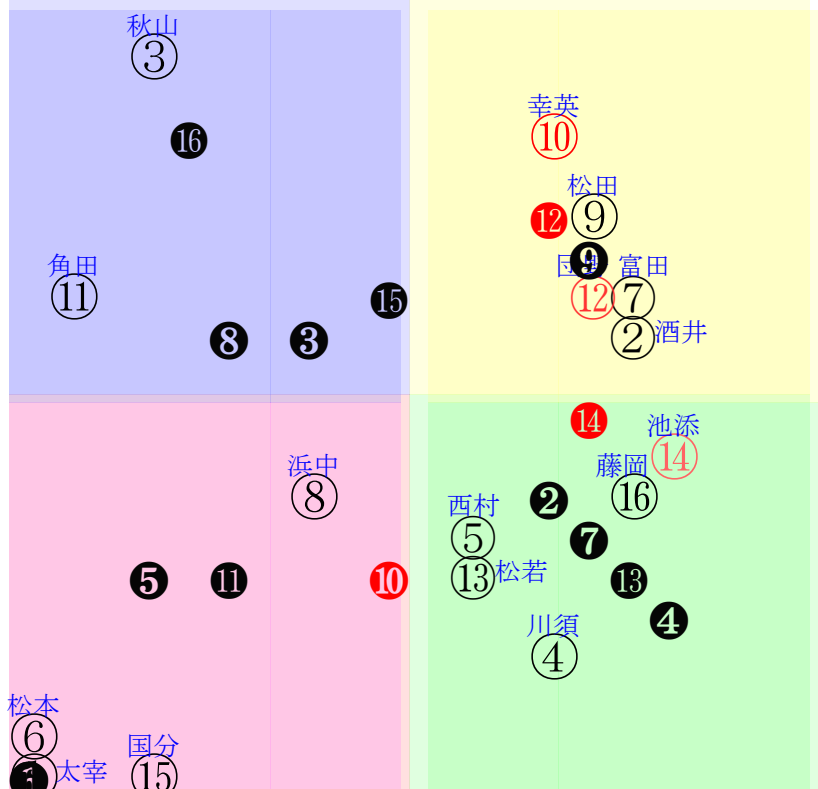 秋山
③
⓰
幸英
⑩
松田
⓬ ⑨
角田
⑪
⓯
❾
富田
⑫ ⑦
❽ ❸
② 酒井
⓮
池添
⑭
浜中
⑧
藤岡
⑯
西村
⑤
❷
❼
❺ ⓫ ❿
⑬ 松若
⓭
❹
川須
④
松本
⑥
国分
⑮
太宰
❶